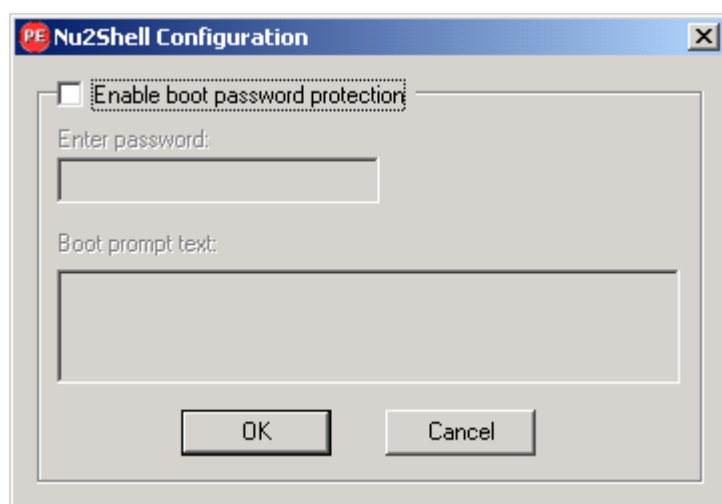 PE Nu2Shell Configuration
Enable boot password protection
Enter password:
Boot prompt text:
OK Cancel